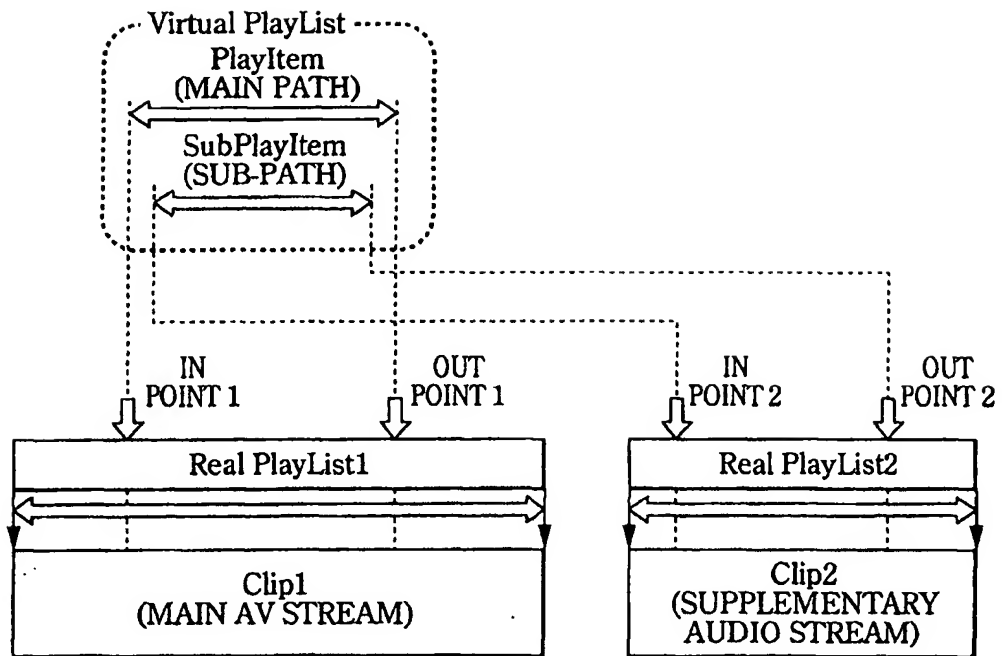 Virtual PlayList
PlayItem
(MAIN PATH)
SubPlayItem
(SUB-PATH)
IN
POINT 1
OUT
POINT 1
IN
POINT 2
OUT
POINT 2
Real PlayList1
Real PlayList2
Clip1
(MAIN AV STREAM)
Clip2
(SUPPLEMENTARY
AUDIO STREAM)